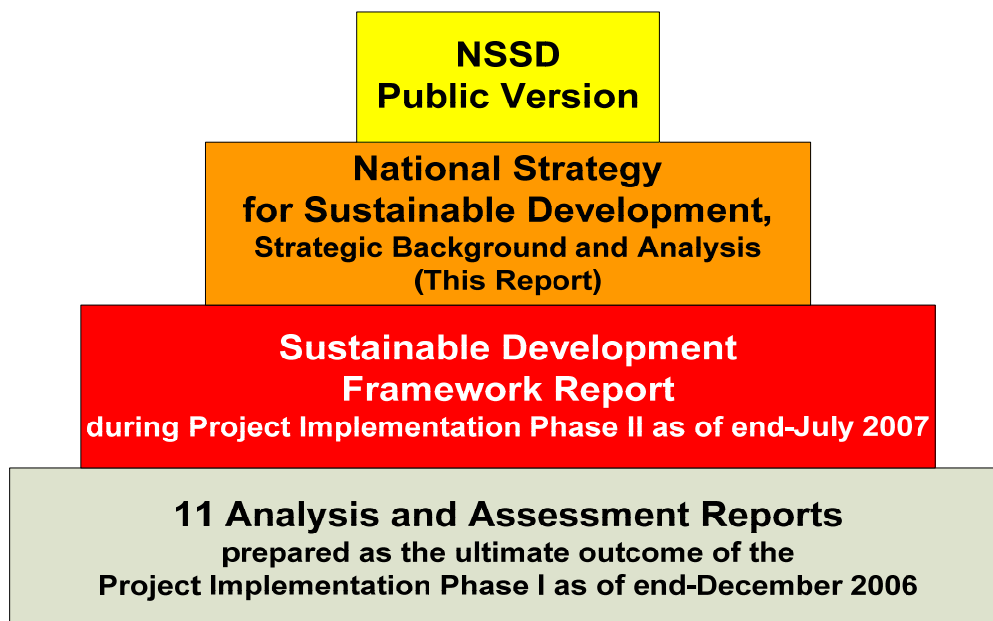 NSSD
Public Version
National Strategy
for Sustainable Development,
Strategic Background and Analysis
(This Report)
Sustainable Development
Framework Report
during Project Implementation Phase II as of end-July 2007
11 Analysis and Assessment Reports
prepared as the ultimate outcome of the
Project Implementation Phase I as of end-December 2006